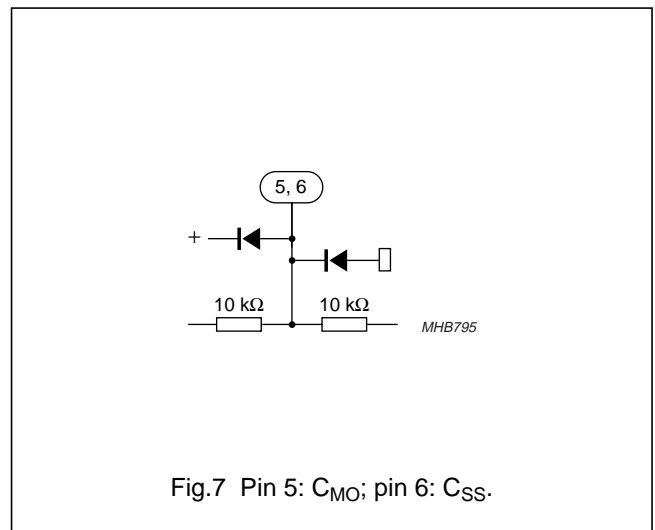 5, 6
+
10 kΩ 10 kΩ
MHB795
Fig.7 Pin 5: CMO; pin 6: CSS.